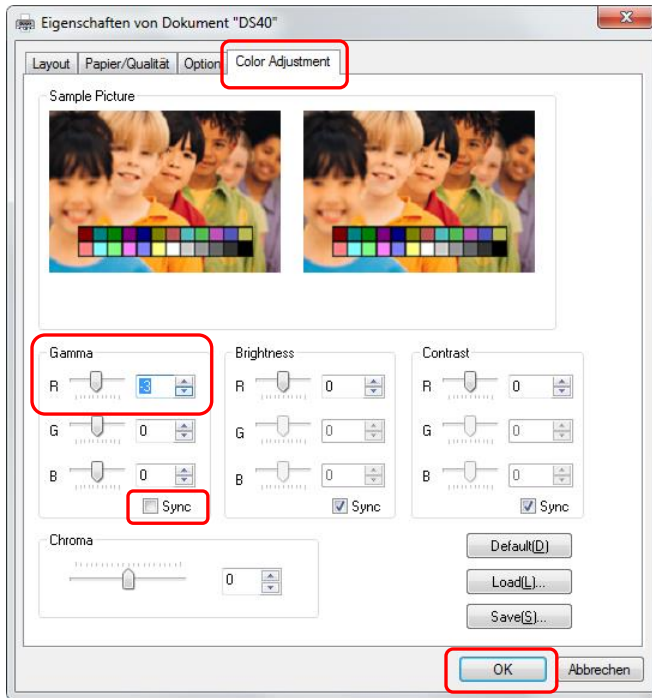 Eigenschaften von Dokument "DS40"
Layout Papier/Qualität Option Color Adjustment
Sample Picture
Gamma Brightness Contrast
R -3 R 0 R 0
G 0 G 0 G 0
B 0 B 0 B 0
Sync Sync Sync
Chroma
0
Default(D)
Load(L)...
Save(S)...
OK Abbrechen